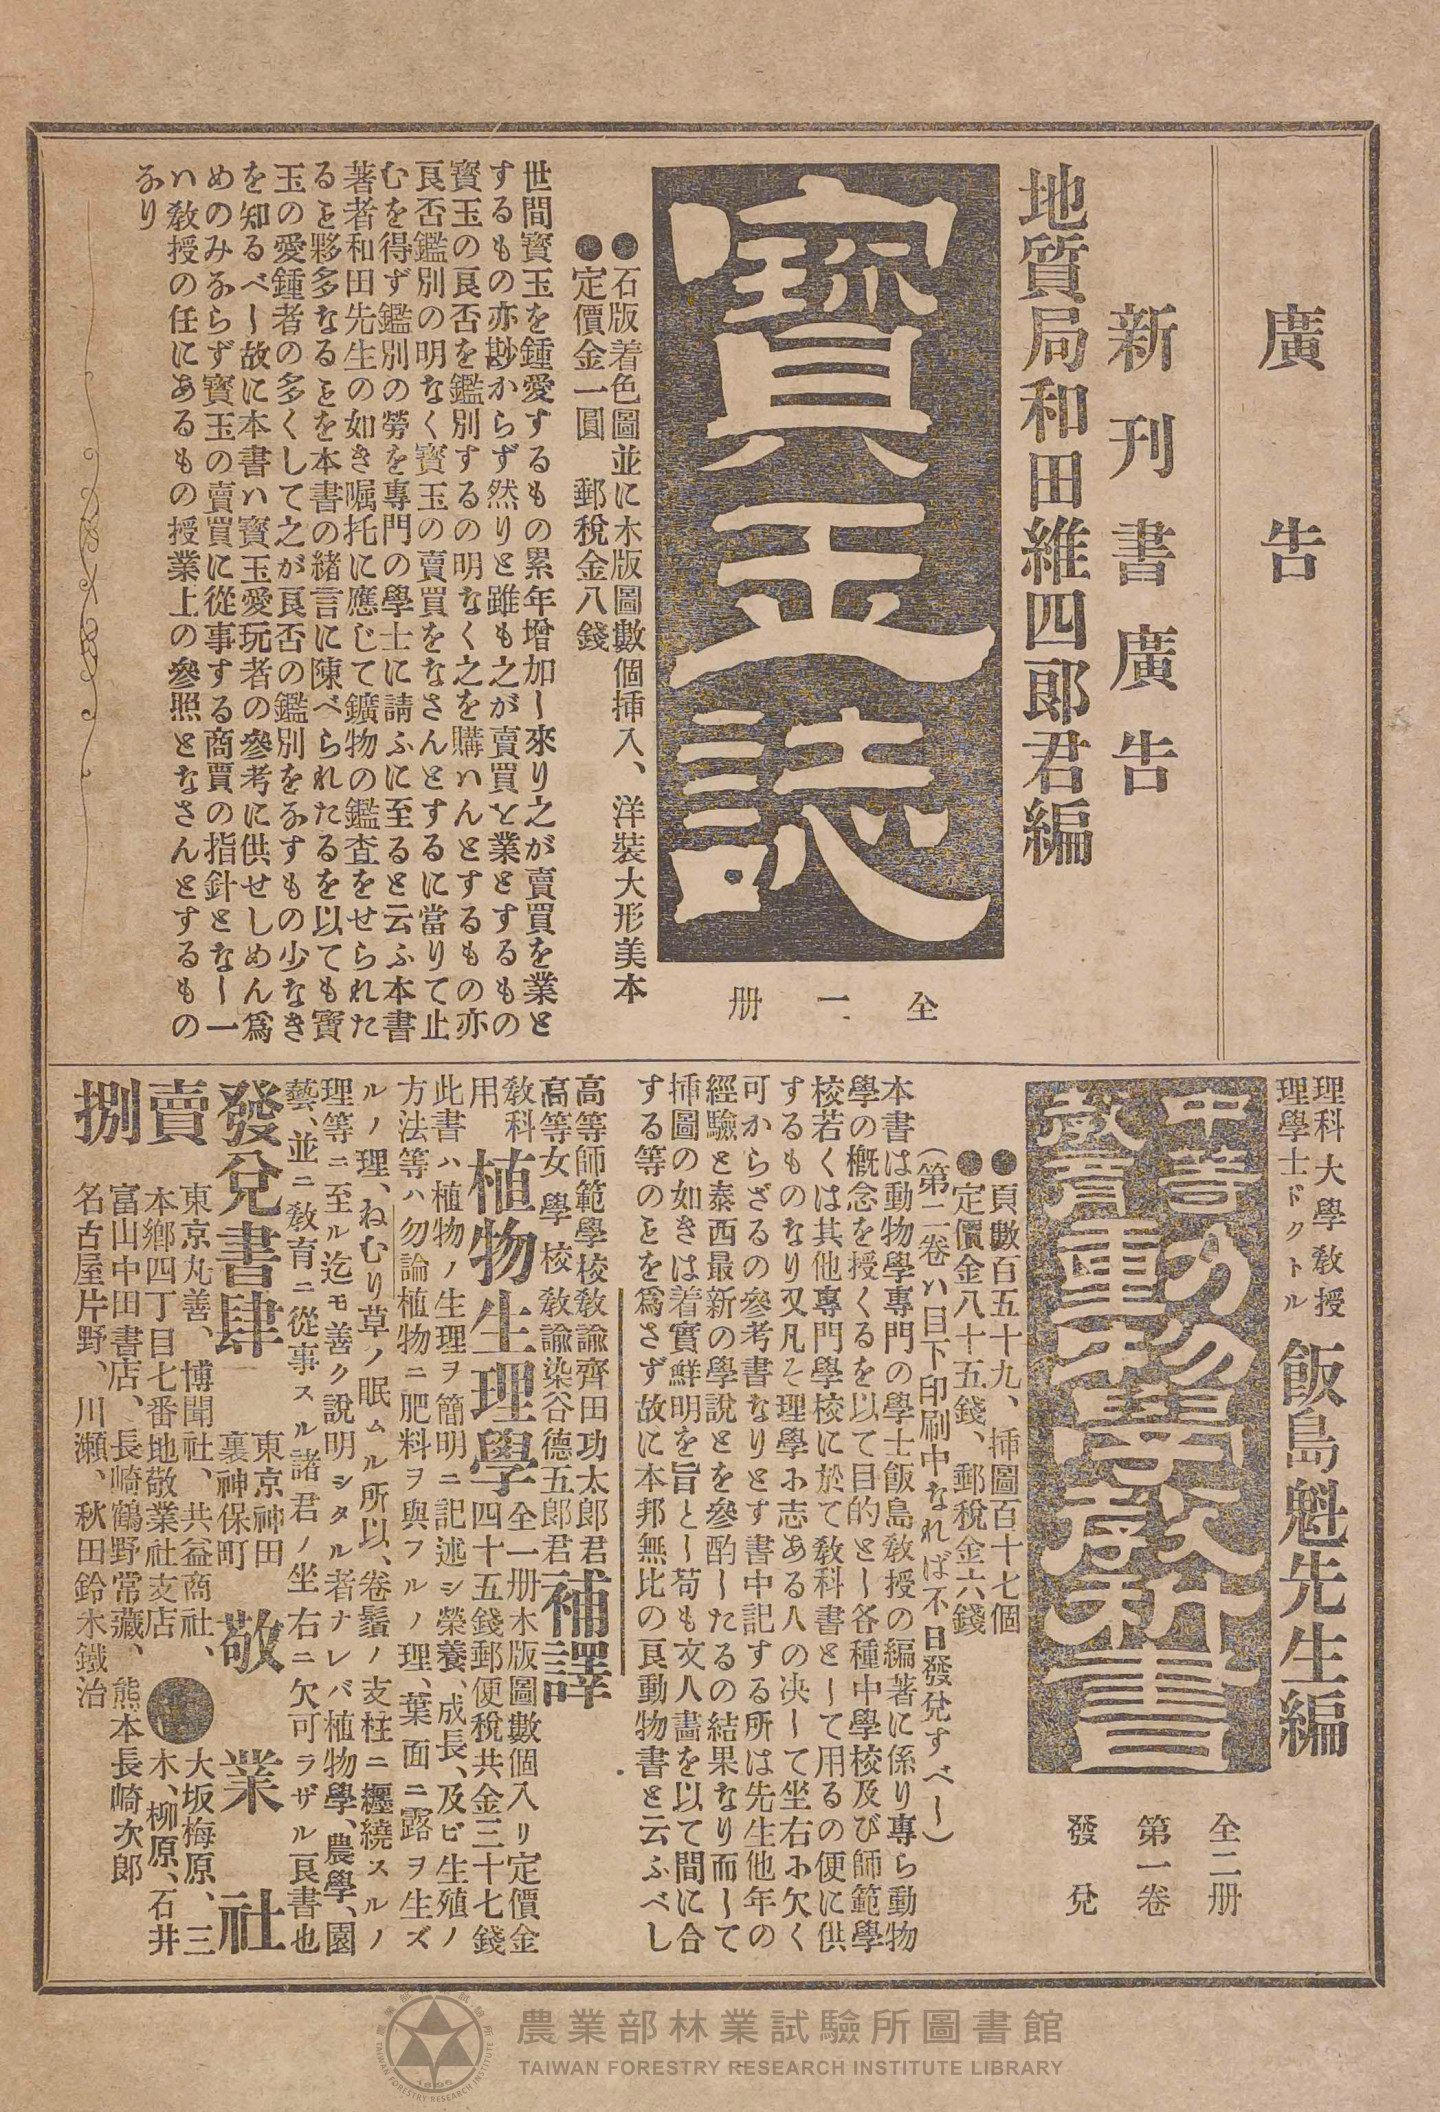 廣告
新刊書廣告
地質局和田維四郎君編
寳玉誌
全一册
●石版着色圖並に木版圖數個挿入、洋裝大形美本
●定價金一圓　郵稅金八錢
世間寳玉を鍾愛するもの累年增加し來り之が賣買を業と
するもの亦尠からず然りと雖も之が賣買を業とするもの
寳玉の良否を鑑別するの明なく之を購ハんとするもの亦
良否鑑別の明なく寳玉の賣買をなさんとするに當りて止
むを得ず鑑別の勞を專門の學士に請ふに至ると云ふ本書
著者和田先生の如き囑托に應じて鑛物の鑑査をせられた
るヿ夥多なるヿを本書の緒言に陳べられたるを以ても寳
玉の愛鍾者の多くして之が良否の鑑別をなすもの少なき
を知るべし故に本書ハ寳玉愛玩者の參考に供せしめん爲
めのみならず寳玉の賣買に從事する商賈の指針となし一
ハ敎授の任にあるもの授業上の參照となさんとするもの
なり
理科大學敎授
理學士ドクトル
飯島魁先生編
中等敎育動物學敎科書
全二册
第一卷
發兌
●頁數百五十九、挿圖百十七個
●定價金八十五錢、郵稅金六錢
（第二卷ハ目下印刷中なれば不日發兌すべし）
本書は動物學專門の學士飯島敎授の編著に係り專ら動物
學の槪念を授くるを以て目的とし各種中學校及び師範學
校若くは其他專門學校に於て敎科書として用るの便に供
するものなり又凡そ理學に志ある人の决して坐右に欠く
可からざるの參考書なりとす書中記する所は先生他年の
經驗と泰西最新の學說とを參酌したるの結果なり而して
挿圖の如きは着實鮮明を旨とし苟も文人畵を以て間に合
する等のヿを爲さず故に本邦無比の良動物書と云ふべし
高等師範學校敎諭齊田功太郎君
高等女學校敎諭染谷德五郎君
補譯
敎科用
植物生理學
全一册木版圖數個入り定價金
四十五錢郵便稅共金三十七錢
此書ハ植物ノ生理ヲ簡明ニ記述シ榮養、成長、及ビ生殖ノ
方法等ハ勿論植物ニ肥料ヲ與フルノ理、葉面ニ露ヲ生ズ
ルノ理、ねむり草ノ眠ムル所以、卷鬚ノ支柱ニ纒繞スルノ
理等ニ至ル迄モ善ク說明シタル者ナレバ植物學、農學、園
藝、並ニ敎育ニ從事スル諸君ノ坐右ニ欠可ラザル良書也
發兌書肆
東京神田
裏神保町
敬業社
賣捌
東京丸善、博聞社、共益商社、
本鄕四丁目七番地敬業社支店
●大坂梅原、三
木、柳原、石井
富山中田書店、長崎鶴野常藏、熊本長崎次郎
名古屋片野、川瀨、秋田鈴木鐵治
農業部林業試驗所圖書館
TAIWAN FORESTRY RESEARCH INSTITUTE LIBRARY
TAIWAN FORESTRY RESEARCH INSTITUTE
1895